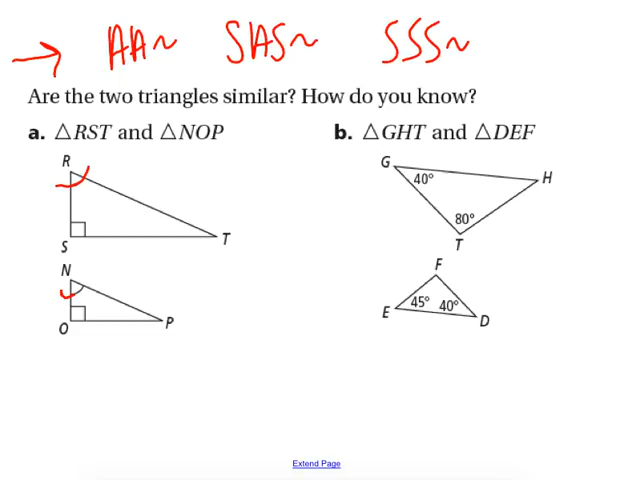 → AA~ SAS~ SSS~
Are the two triangles similar? How do you know?
a. △RST and △NOP
b. △GHT and △DEF
R
S
T
N
O
P
G
40°
H
80°
T
F
E
45° 40°
D
Extend Page